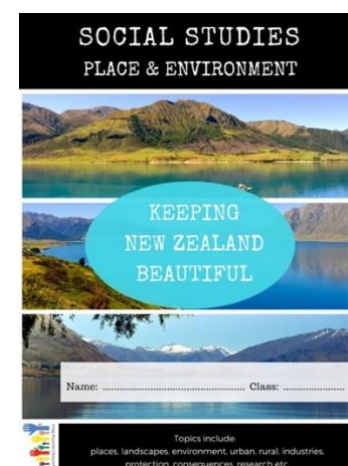 SOCIAL STUDIES
PLACE & ENVIRONMENT
KEEPING
NEW ZEALAND
BEAUTIFUL
Name: ................................................ Class: .....................
Topics include:
places, landscapes, environment, urban, rural, industries,
protection, consequences, research etc